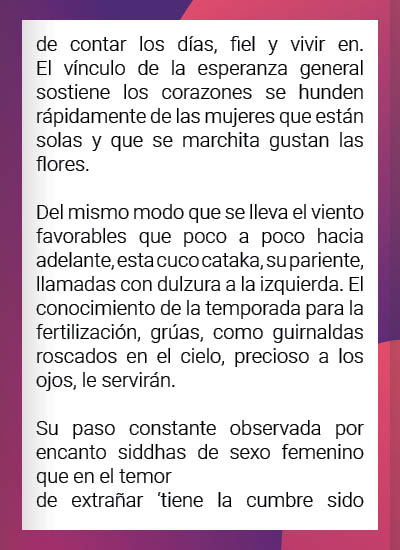 de contar los días, fiel y vivir en.
El vínculo de la esperanza general
sostiene los corazones se hunden
rápidamente de las mujeres que están
solas y que se marchita gustan las
flores.
Del mismo modo que se lleva el viento
favorables que poco a poco hacia
adelante, esta cuco cataka, su pariente,
llamadas con dulzura a la izquierda. El
conocimiento de la temporada para la
fertilización, grúas, como guirnaldas
roscados en el cielo, precioso a los
ojos, le servirán.
Su paso constante observada por
encanto siddhas de sexo femenino
que en el temor
de extrañar ‘tiene la cumbre sido